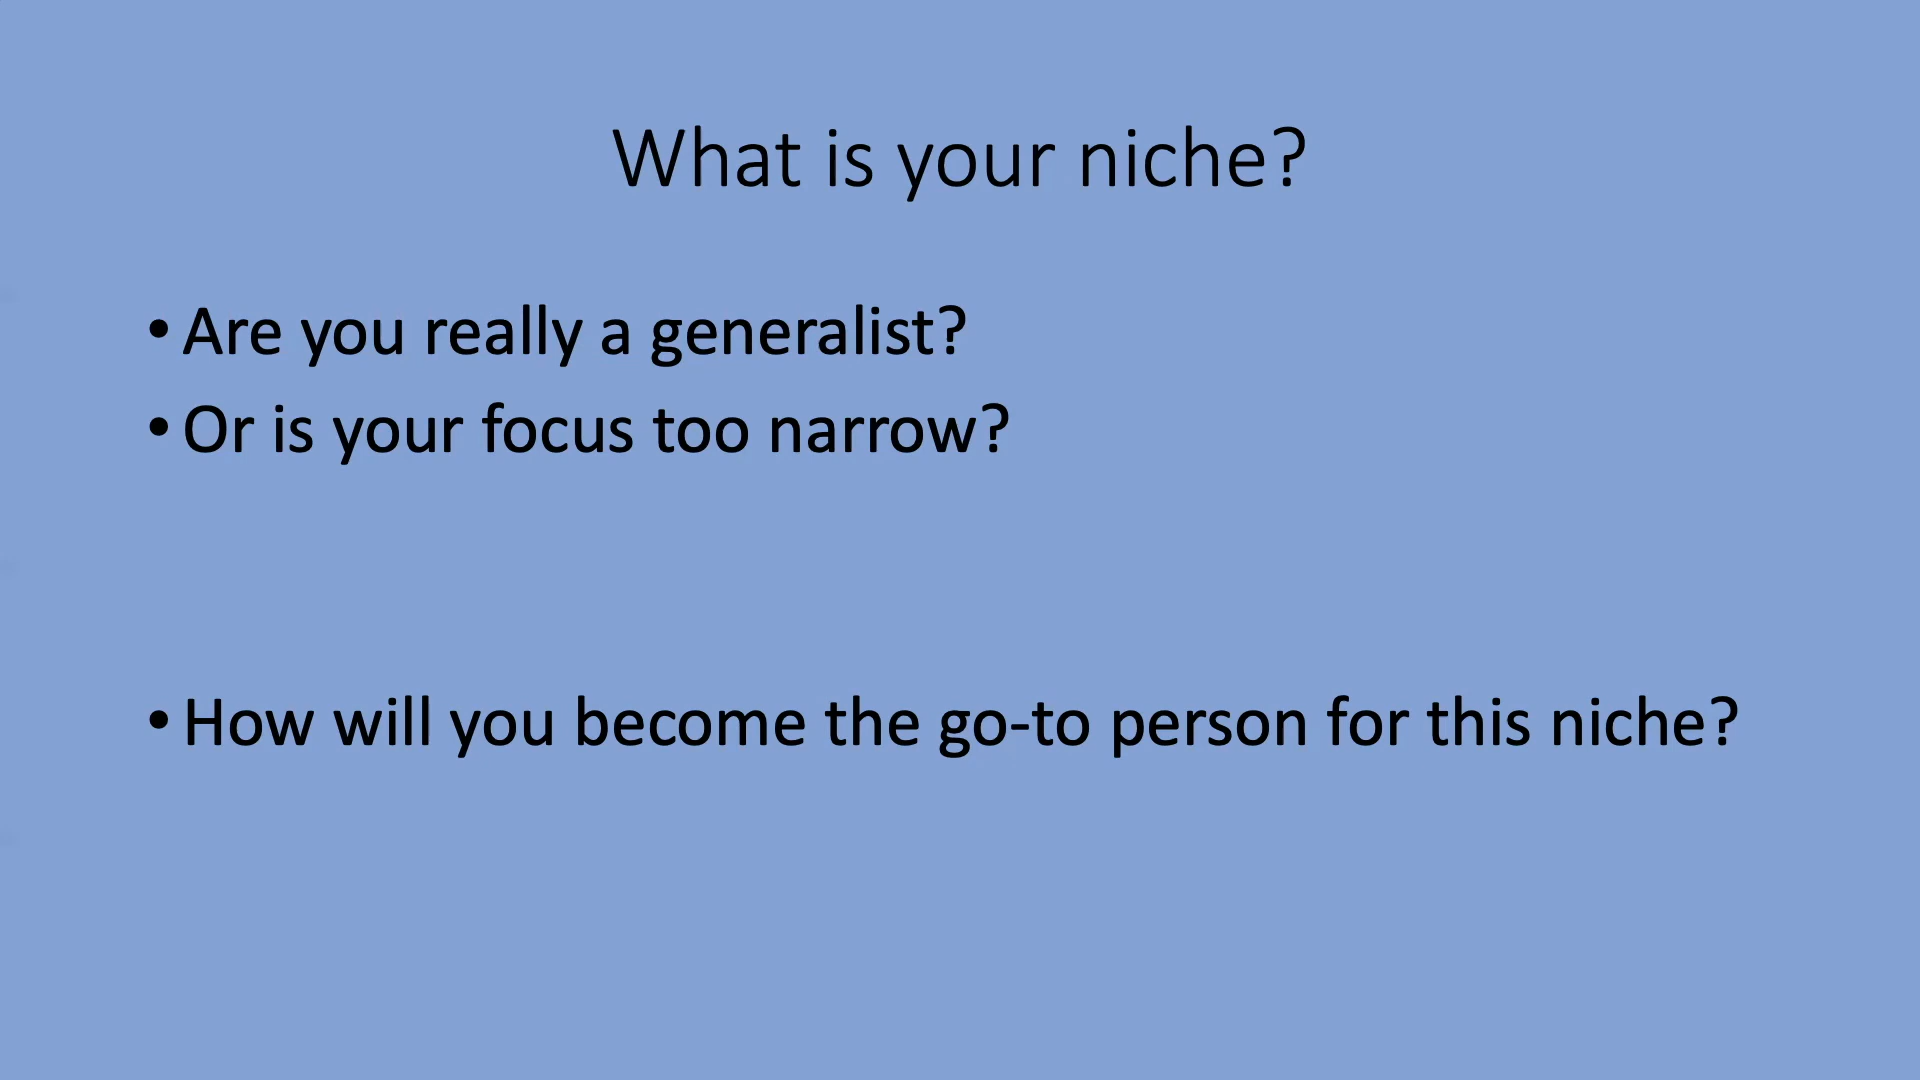 What is your niche?
• Are you really a generalist?
• Or is your focus too narrow?
• How will you become the go-to person for this niche?